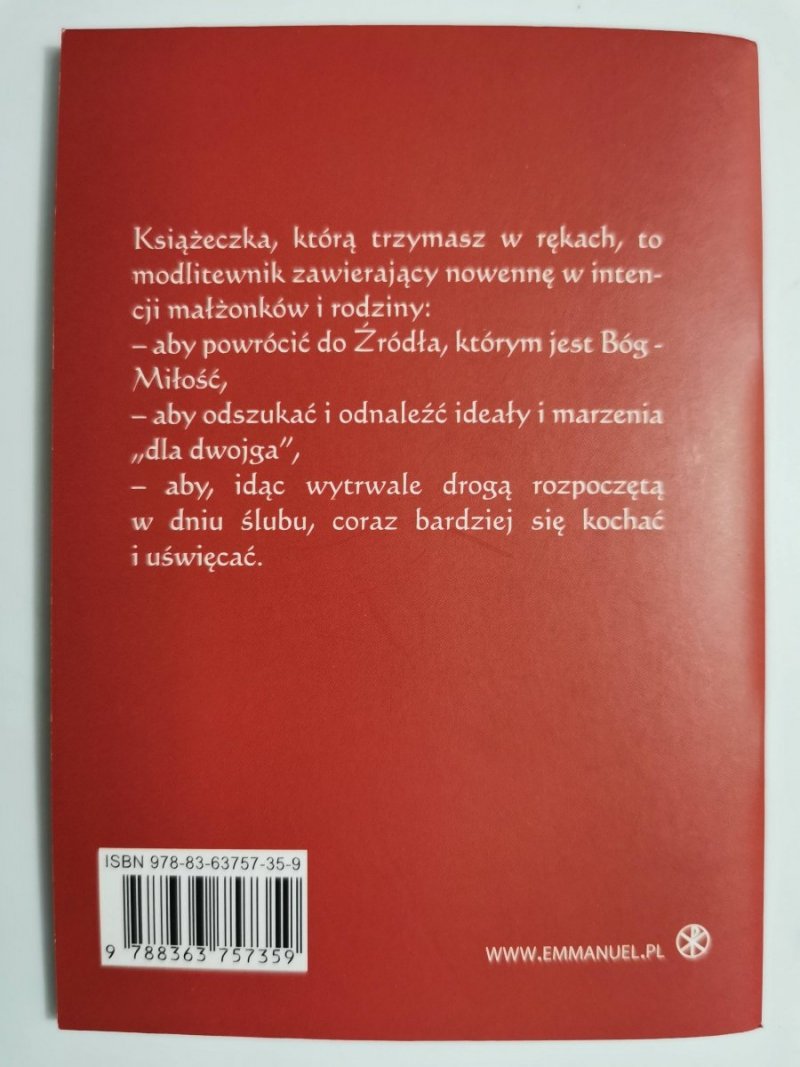 Książeczka, którą trzymasz w rękach, to
modlitewnik zawierający nowennę w inten-
cji małżonków i rodziny:
– aby powrócić do Źródła, którym jest Bóg -
Miłość,
– aby odszukać i odnaleźć ideały i marzenia
„dla dwojga”,
– aby, idąc wytrwale drogą rozpoczętą
w dniu ślubu, coraz bardziej się kochać
i uświęcać.
ISBN 978-83-63757-35-9
9 788363 757359
WWW.EMMANUEL.PL